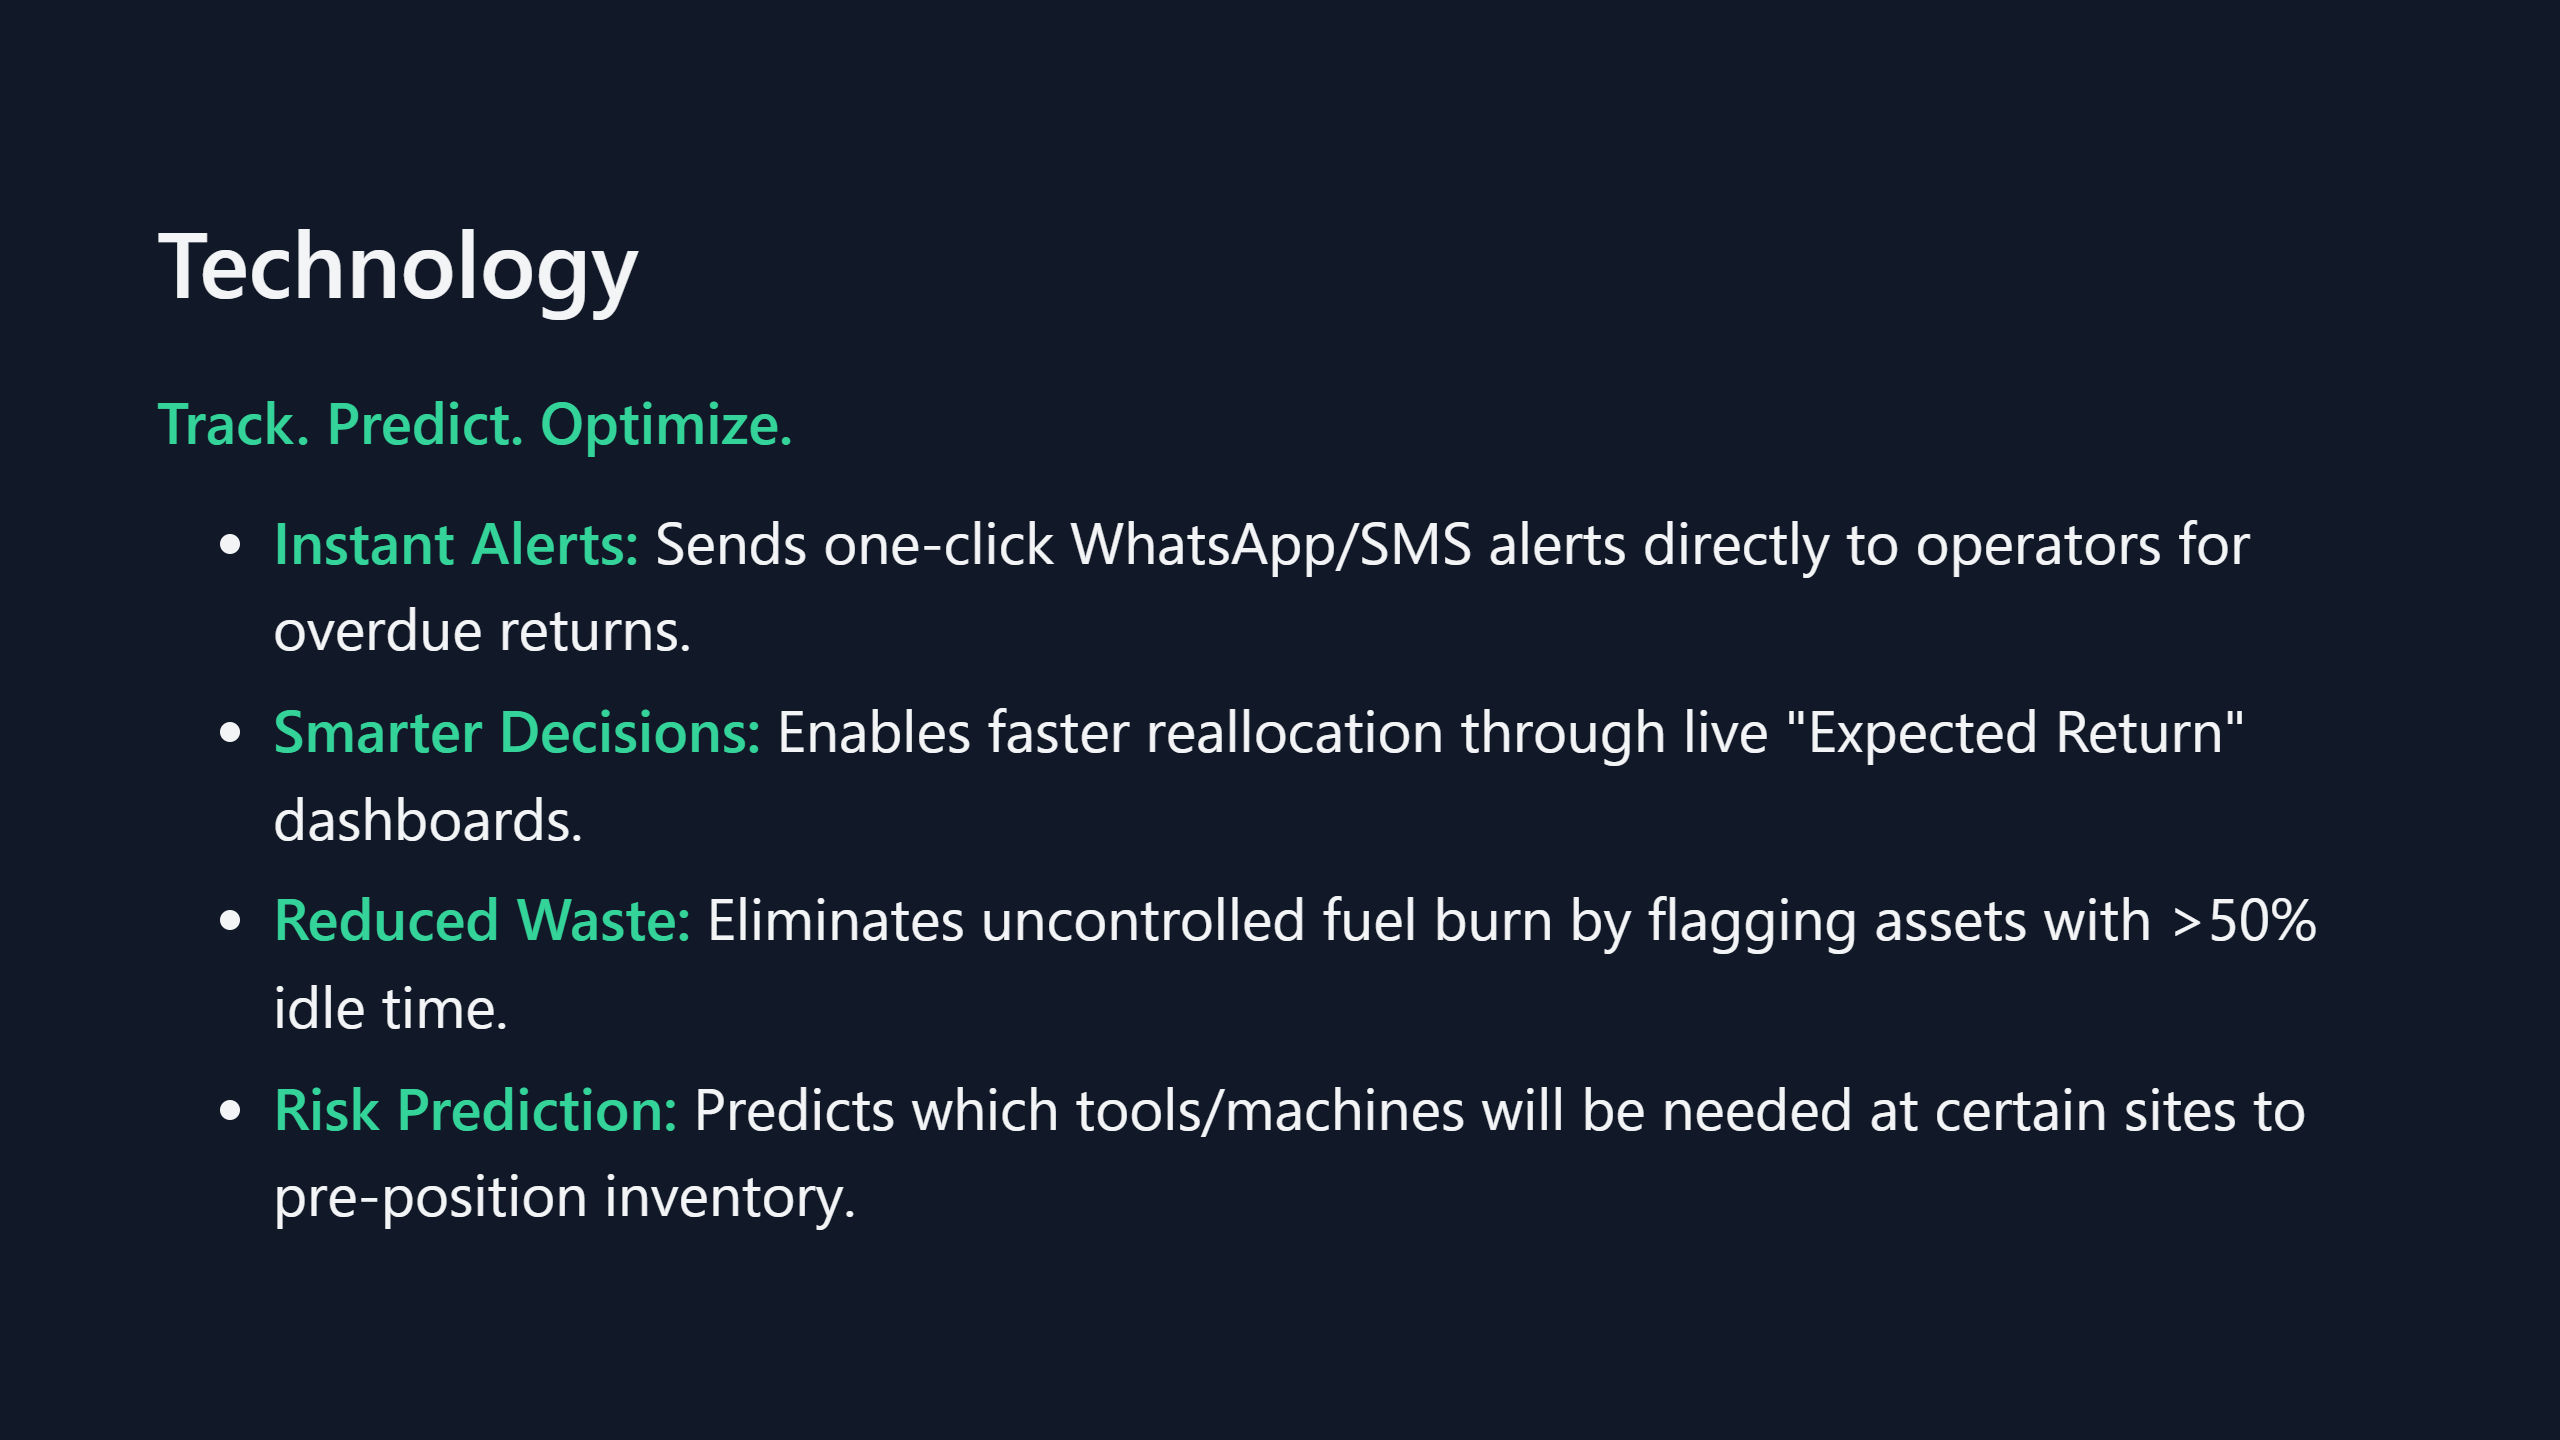 Technology
Track. Predict. Optimize.
• Instant Alerts: Sends one-click WhatsApp/SMS alerts directly to operators for
overdue returns.
• Smarter Decisions: Enables faster reallocation through live "Expected Return"
dashboards.
• Reduced Waste: Eliminates uncontrolled fuel burn by flagging assets with >50%
idle time.
• Risk Prediction: Predicts which tools/machines will be needed at certain sites to
pre-position inventory.